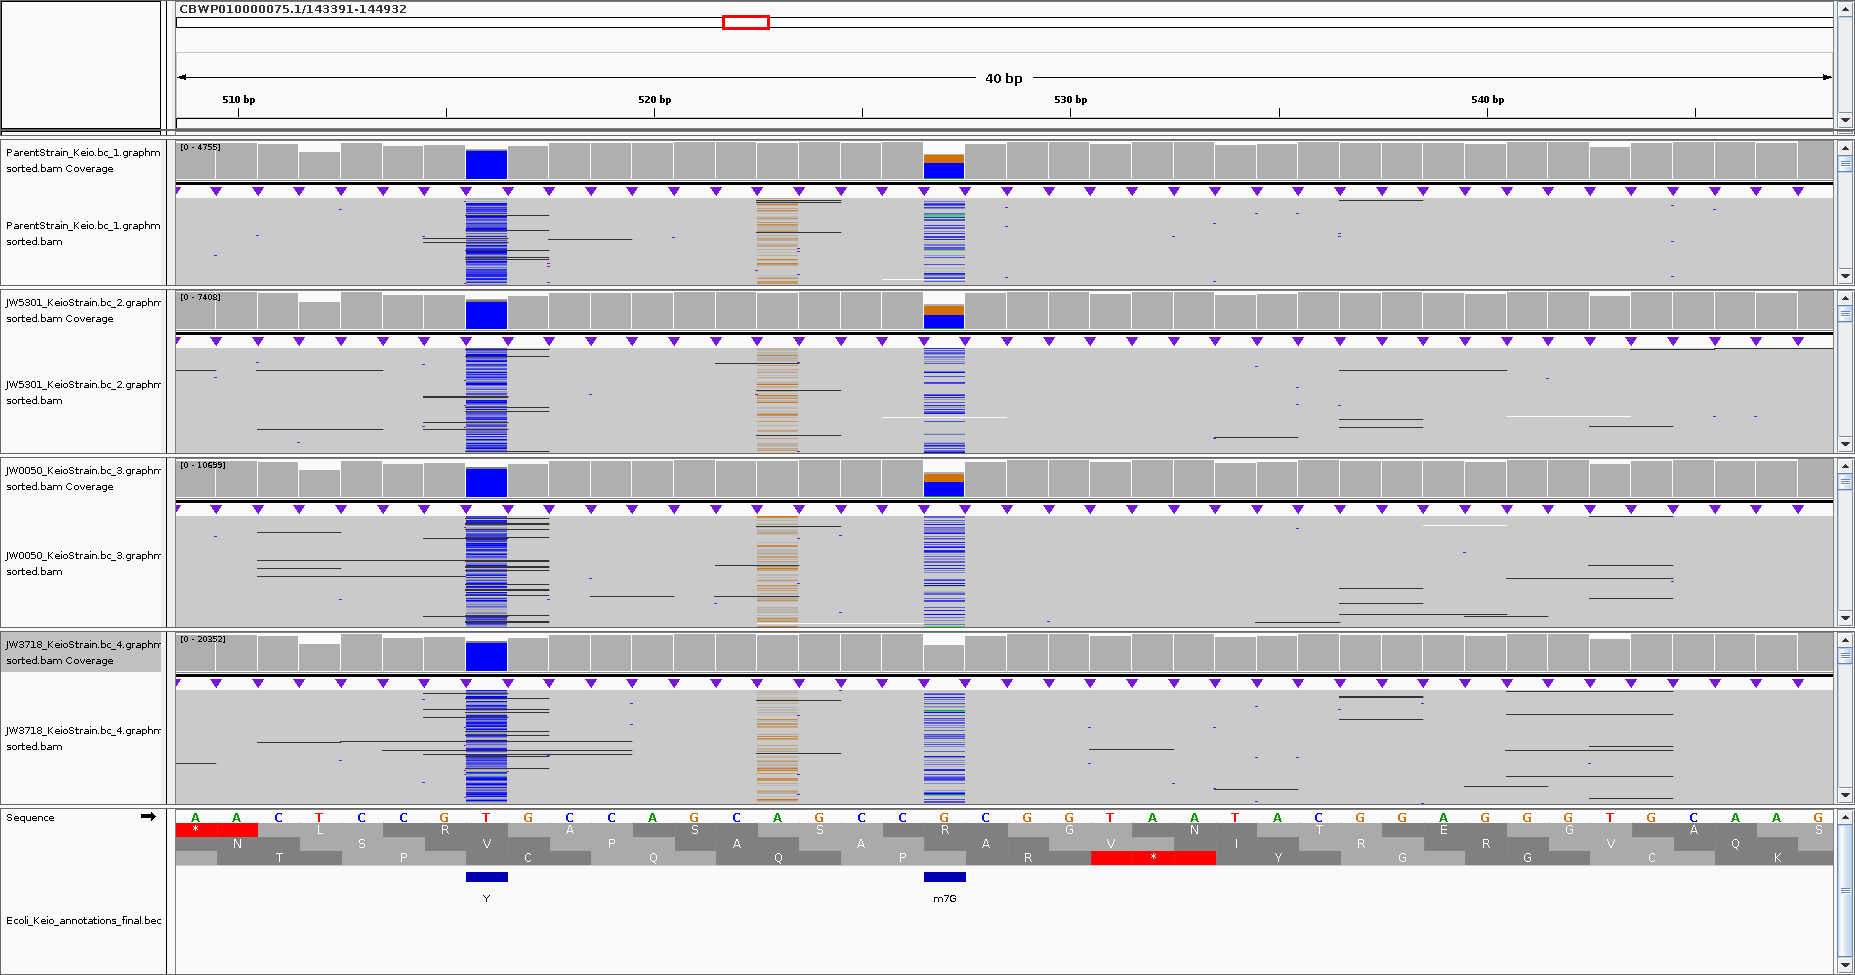 CBWP010000075.1/143391-144932
40 bp
510 bp 520 bp 530 bp 540 bp
ParentStrain_Keio.bc_1.graphm
sorted.bam Coverage
[0 - 4755]
ParentStrain_Keio.bc_1.graphm
sorted.bam
JW5301_KeioStrain.bc_2.graphm
sorted.bam Coverage
[0 - 7408]
JW5301_KeioStrain.bc_2.graphm
sorted.bam
JW0050_KeioStrain.bc_3.graphm
sorted.bam Coverage
[0 - 10699]
JW0050_KeioStrain.bc_3.graphm
sorted.bam
JW3718_KeioStrain.bc_4.graphm
sorted.bam Coverage
[0 - 20352]
JW3718_KeioStrain.bc_4.graphm
sorted.bam
Sequence A A C T C C G T G C C A G C A G C C G C G G T A A T A C G G A G G G T G C A A G
* L R A S S R G N T E G A S
N S V P A A A V I R R V Q
T P C Q Q P R * Y G G C K
Y m7G
Ecoli_Keio_annotations_final.bec